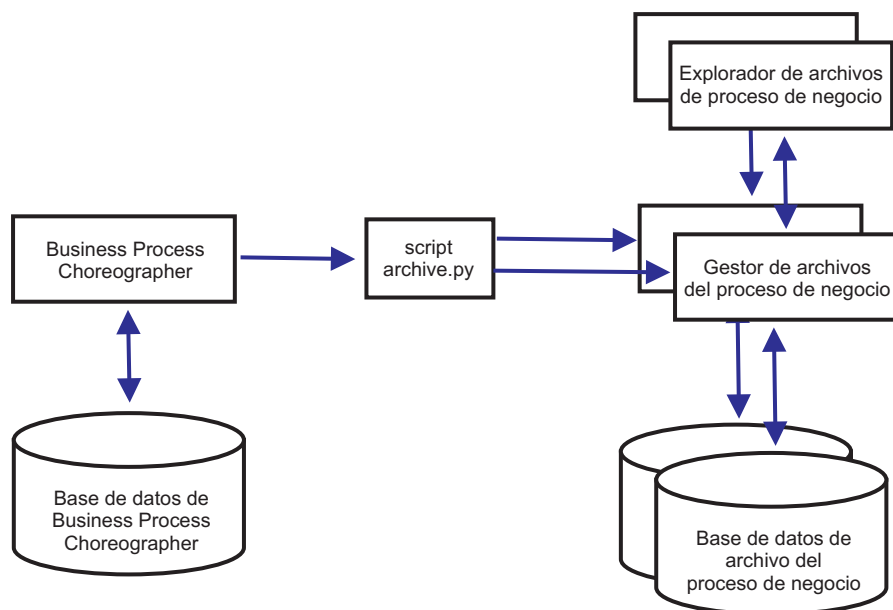 Explorador de archivos
de proceso de negocio
Business Process
Choreographer
script
archive.py
Gestor de archivos
del proceso de negocio
Base de datos de
Business Process
Choreographer
Base de datos de
archivo del
proceso de negocio